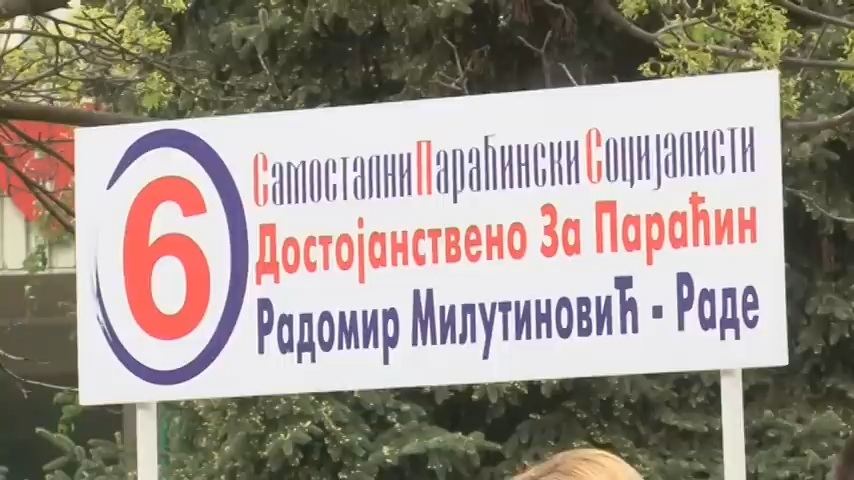 6
Самостални Параћински Социјалисти
Достојанствено За Параћин
Радомир Милутиновић - Раде